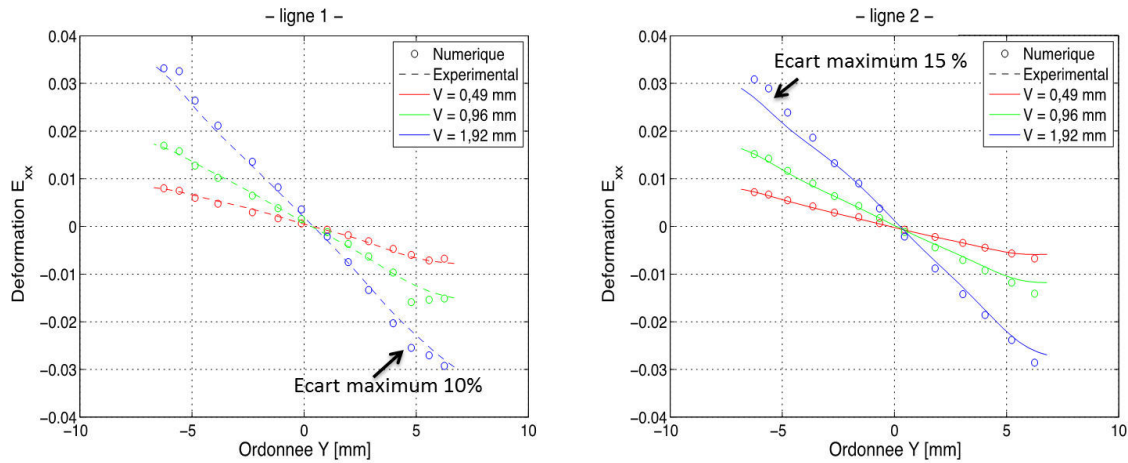 – ligne 1 –
Numerique
Experimental
V = 0,49 mm
V = 0,96 mm
V = 1,92 mm
Ecart maximum 10%
0.04
0.03
0.02
0.01
0
−0.01
−0.02
−0.03
−0.04
Deformation Exx
−10
−5
0
5
10
Ordonnee Y [mm]
– ligne 2 –
Ecart maximum 15 %
Numerique
Experimental
V = 0,49 mm
V = 0,96 mm
V = 1,92 mm
0.04
0.03
0.02
0.01
0
−0.01
−0.02
−0.03
−0.04
Deformation Exx
−10
−5
0
5
10
Ordonnee Y [mm]